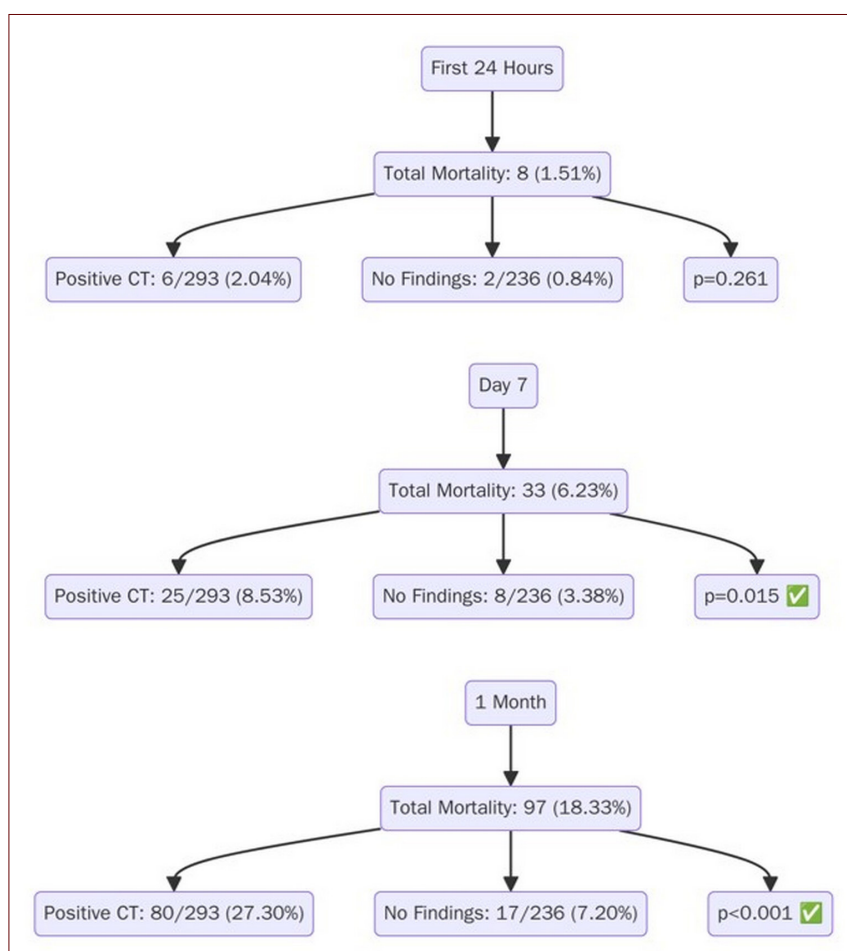 First 24 Hours
Total Mortality: 8 (1.51%)
Positive CT: 6/293 (2.04%)
No Findings: 2/236 (0.84%)
p=0.261
Day 7
Total Mortality: 33 (6.23%)
Positive CT: 25/293 (8.53%)
No Findings: 8/236 (3.38%)
p=0.015 ✅
1 Month
Total Mortality: 97 (18.33%)
Positive CT: 80/293 (27.30%)
No Findings: 17/236 (7.20%)
p<0.001 ✅